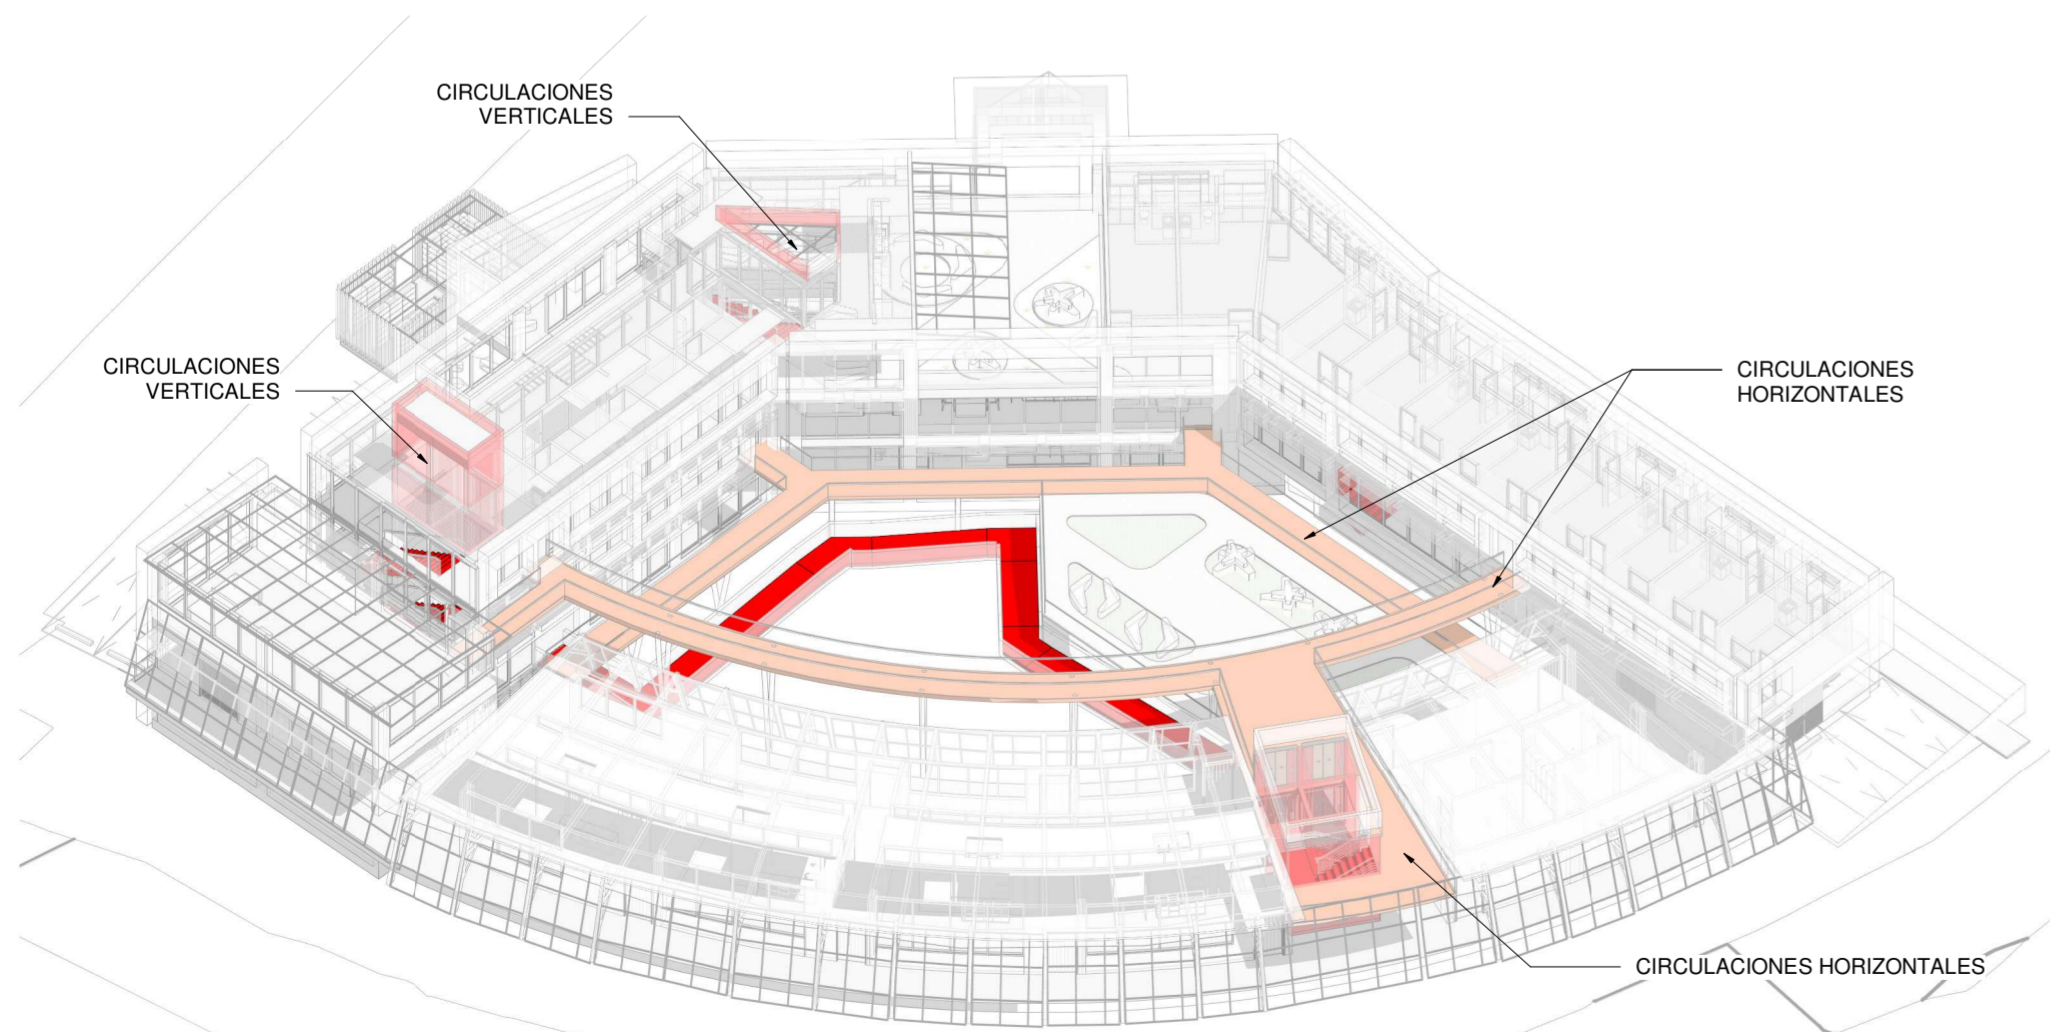 CIRCULACIONES
VERTICALES
CIRCULACIONES
VERTICALES
CIRCULACIONES
HORIZONTALES
CIRCULACIONES HORIZONTALES